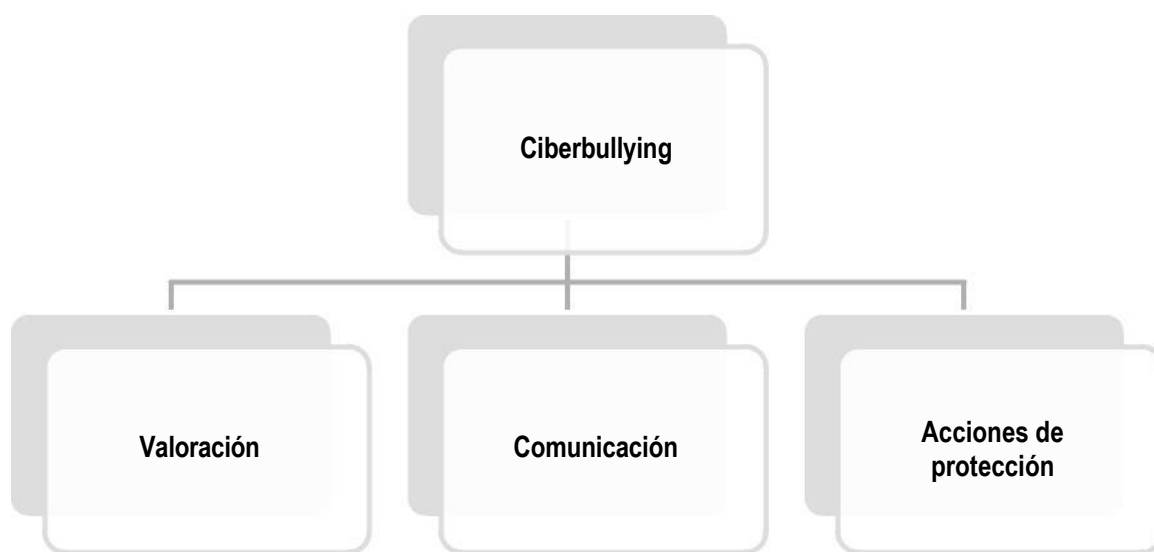 Ciberbullying
Valoración
Comunicación
Acciones de
protección